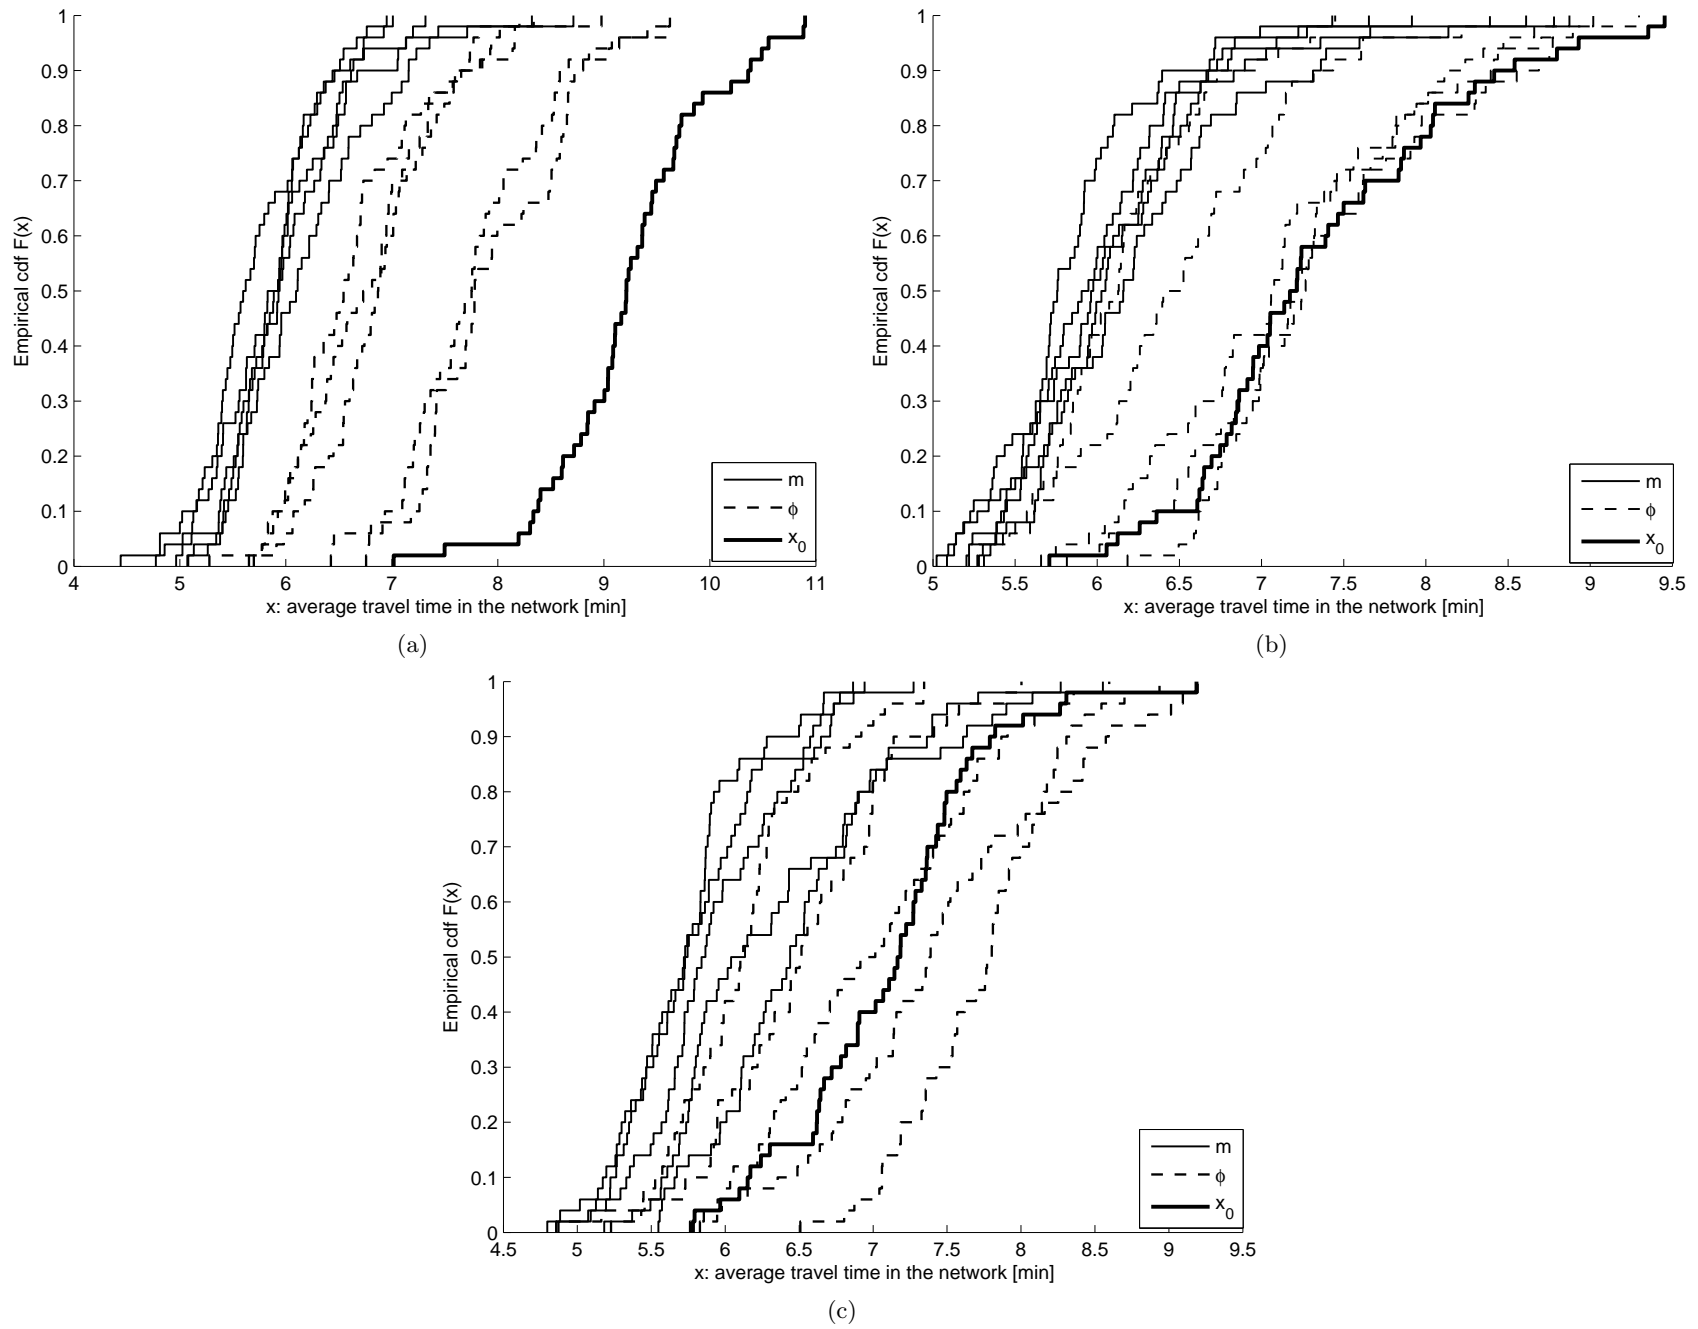 1
0.9
0.8
0.7
0.6
0.5
0.4
0.3
0.2
0.1
0
Empirical cdf F(x)
4 5 6 7 8 9 10 11
x: average travel time in the network [min]
m
ϕ
x0
(a)
1
0.9
0.8
0.7
0.6
0.5
0.4
0.3
0.2
0.1
0
Empirical cdf F(x)
5 5.5 6 6.5 7 7.5 8 8.5 9 9.5
x: average travel time in the network [min]
m
ϕ
x0
(b)
1
0.9
0.8
0.7
0.6
0.5
0.4
0.3
0.2
0.1
0
Empirical cdf F(x)
4.5 5 5.5 6 6.5 7 7.5 8 8.5 9 9.5
x: average travel time in the network [min]
m
ϕ
x0
(c)